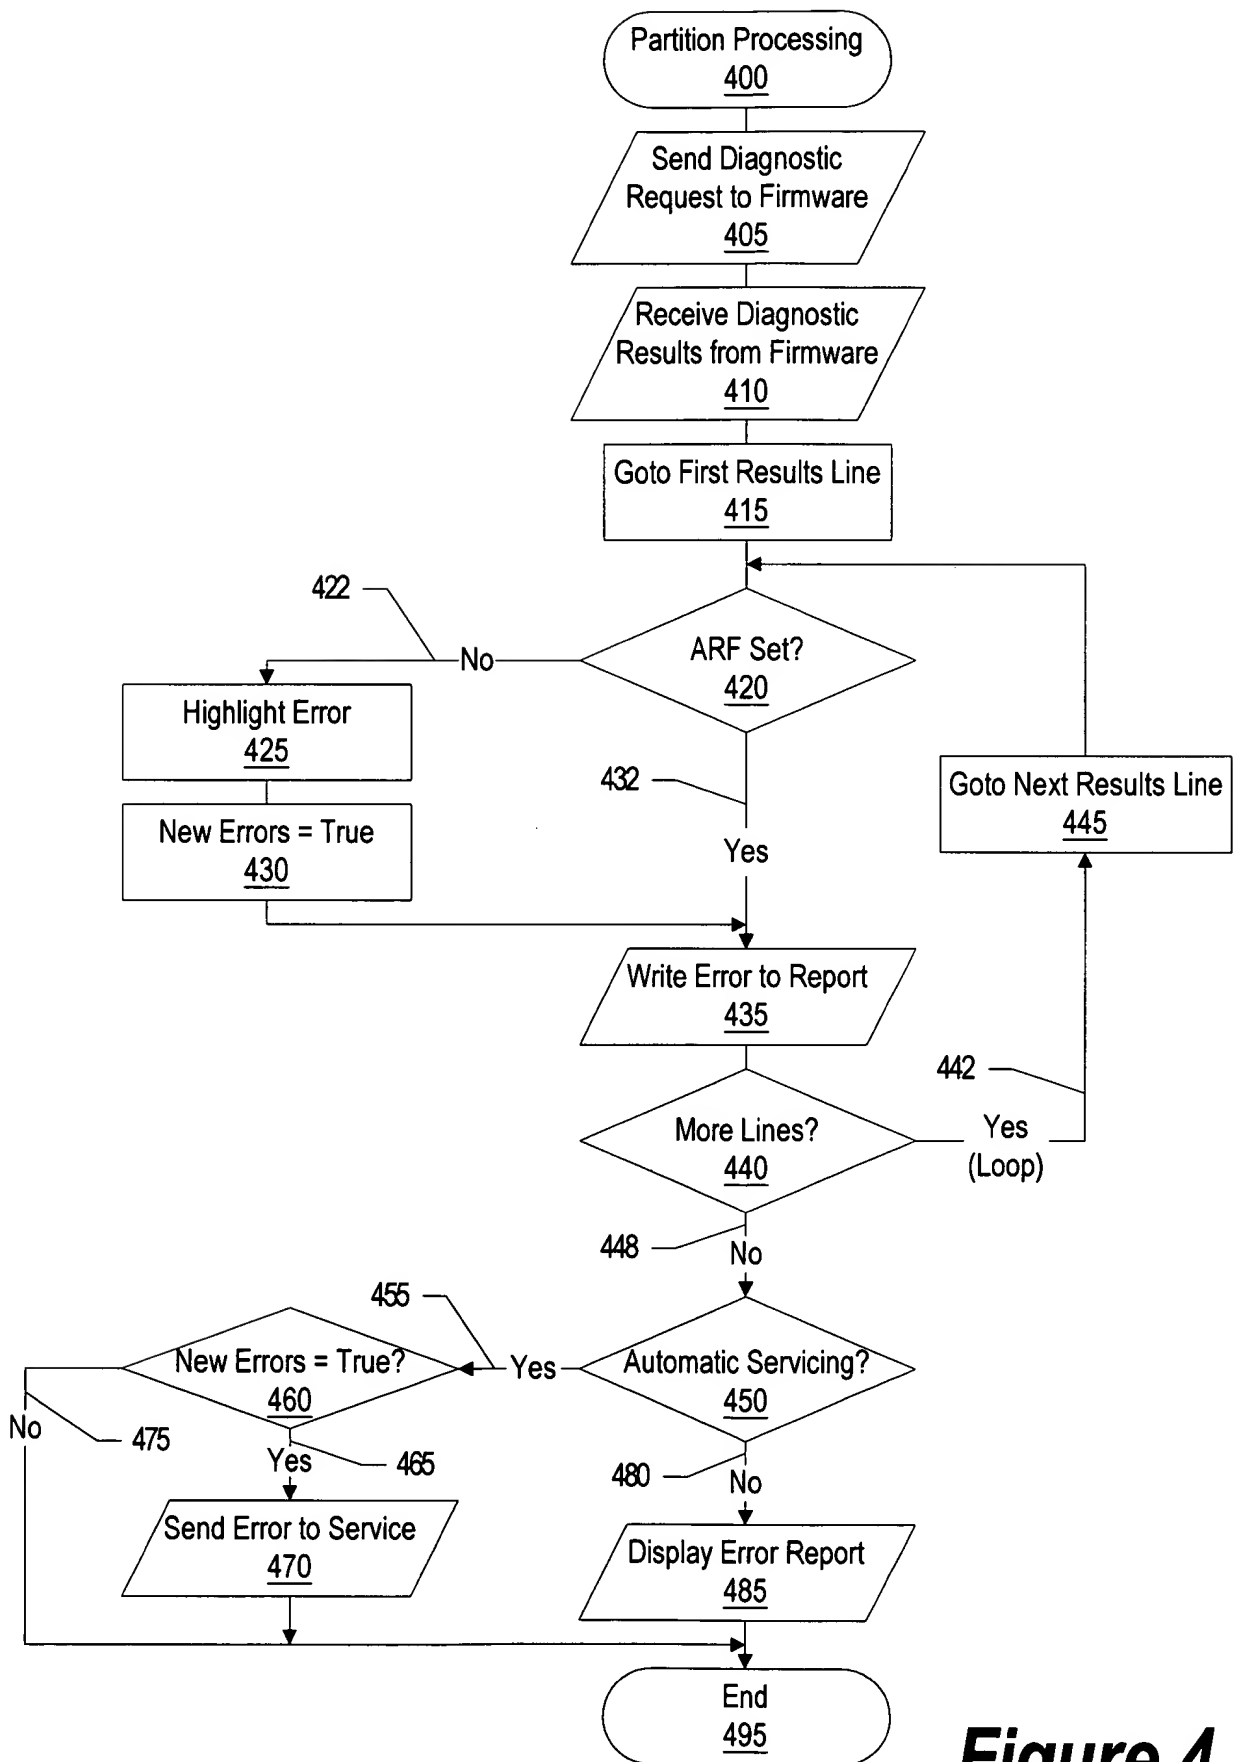 Partition Processing
400
Send Diagnostic
Request to Firmware
405
Receive Diagnostic
Results from Firmware
410
Goto First Results Line
415
422
No
ARF Set?
420
Highlight Error
425
432
Goto Next Results Line
445
New Errors = True
430
Yes
Write Error to Report
435
442
More Lines?
440
Yes
(Loop)
448
No
455
New Errors = True?
460
Yes
Automatic Servicing?
450
No
475
Yes
465
480
No
Send Error to Service
470
Display Error Report
485
End
495
Figure 4